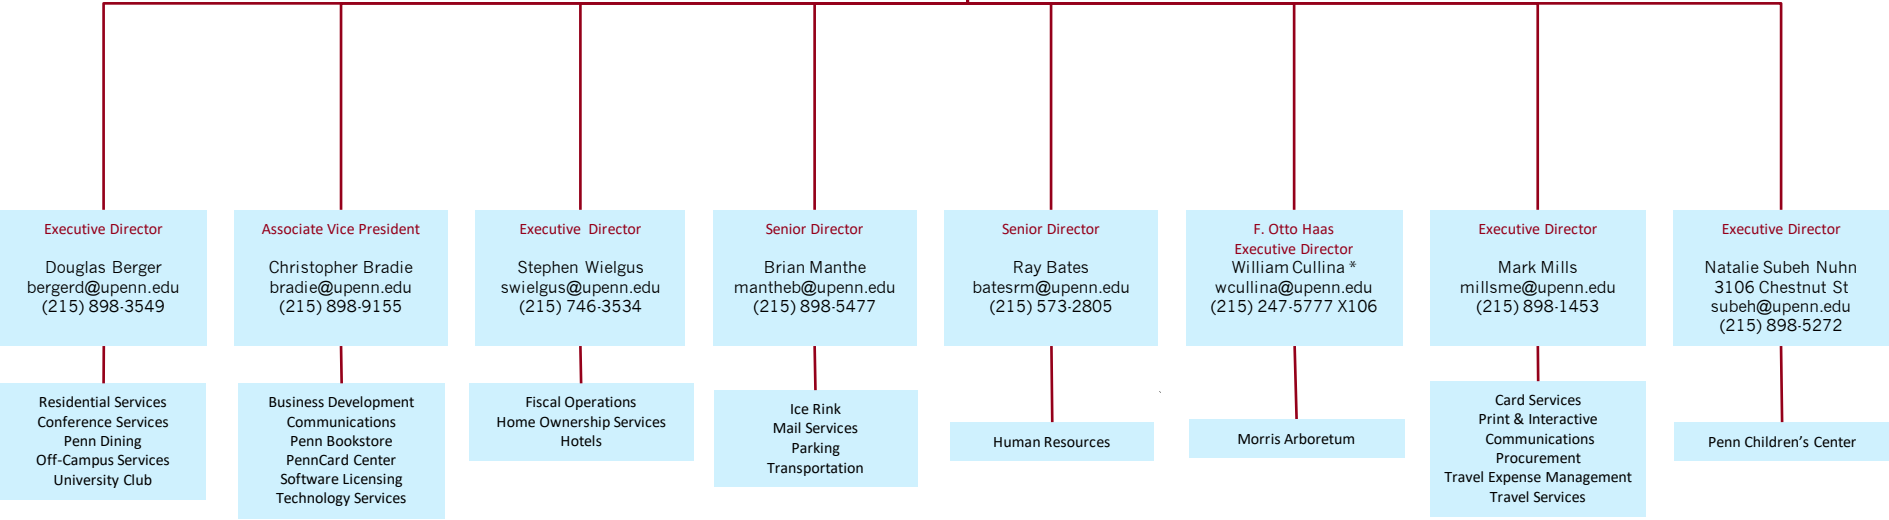 Executive Director
Douglas Berger
bergerd@upenn.edu
(215) 898-3549
Residential Services
Conference Services
Penn Dining
Off-Campus Services
University Club
Associate Vice President
Christopher Bradie
bradie@upenn.edu
(215) 898-9155
Business Development
Communications
Penn Bookstore
PennCard Center
Software Licensing
Technology Services
Executive Director
Stephen Wielgus
swielgus@upenn.edu
(215) 746-3534
Fiscal Operations
Home Ownership Services
Hotels
Senior Director
Brian Manthe
mantheb@upenn.edu
(215) 898-5477
Ice Rink
Mail Services
Parking
Transportation
Senior Director
Ray Bates
batesrm@upenn.edu
(215) 573-2805
Human Resources
F. Otto Haas
Executive Director
William Cullina *
wcullina@upenn.edu
(215) 247-5777 X106
Morris Arboretum
Executive Director
Mark Mills
millsme@upenn.edu
(215) 898-1453
Card Services
Print & Interactive
Communications
Procurement
Travel Expense Management
Travel Services
Executive Director
Natalie Subeh Nuhn
3106 Chestnut St
subeh@upenn.edu
(215) 898-5272
Penn Children’s Center